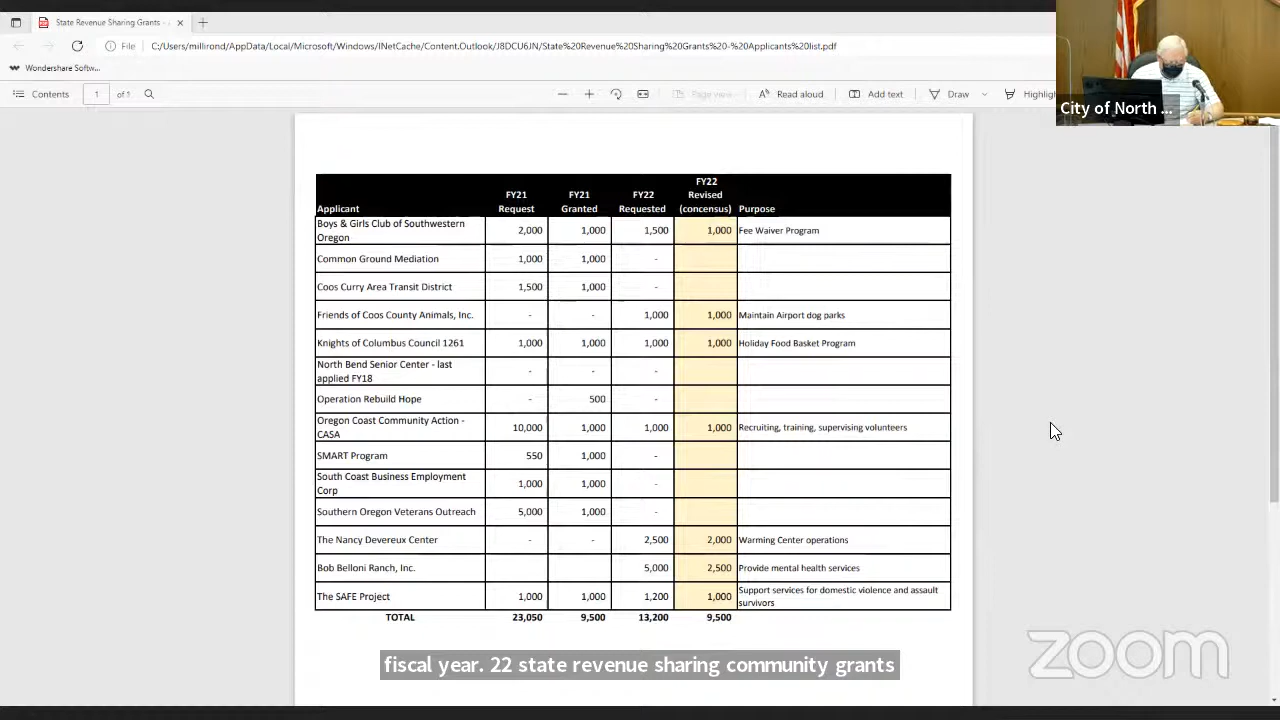 State Revenue Sharing Grants -
File
C:/Users/millirond/AppData/Local/Microsoft/Windows/INetCache/Content.Outlook/J8DCU6JN/State%20Revenue%20Sharing%20Grants%20-%20Applicants%20list.pdf
Wondershare Softw...
Contents 1 of 1 Page view Read aloud Add text Draw Highlight
City of North ...
Applicant FY21 Request FY21 Granted FY22 Requested FY22 Revised (concensus) Purpose
Boys & Girls Club of Southwestern Oregon 2,000 1,000 1,500 1,000 Fee Waiver Program
Common Ground Mediation 1,000 1,000 -
Coos Curry Area Transit District 1,500 1,000 -
Friends of Coos County Animals, Inc. - - 1,000 1,000 Maintain Airport dog parks
Knights of Columbus Council 1261 1,000 1,000 1,000 1,000 Holiday Food Basket Program
North Bend Senior Center - last applied FY18 - - -
Operation Rebuild Hope - 500 -
Oregon Coast Community Action - CASA 10,000 1,000 1,000 1,000 Recruiting, training, supervising volunteers
SMART Program 550 1,000 -
South Coast Business Employment Corp 1,000 1,000 -
Southern Oregon Veterans Outreach 5,000 1,000 -
The Nancy Devereux Center - - 2,500 2,000 Warming Center operations
Bob Belloni Ranch, Inc. 5,000 2,500 Provide mental health services
The SAFE Project 1,000 1,000 1,200 1,000 Support services for domestic violence and assault survivors
TOTAL 23,050 9,500 13,200 9,500
fiscal year. 22 state revenue sharing community grants
zoom